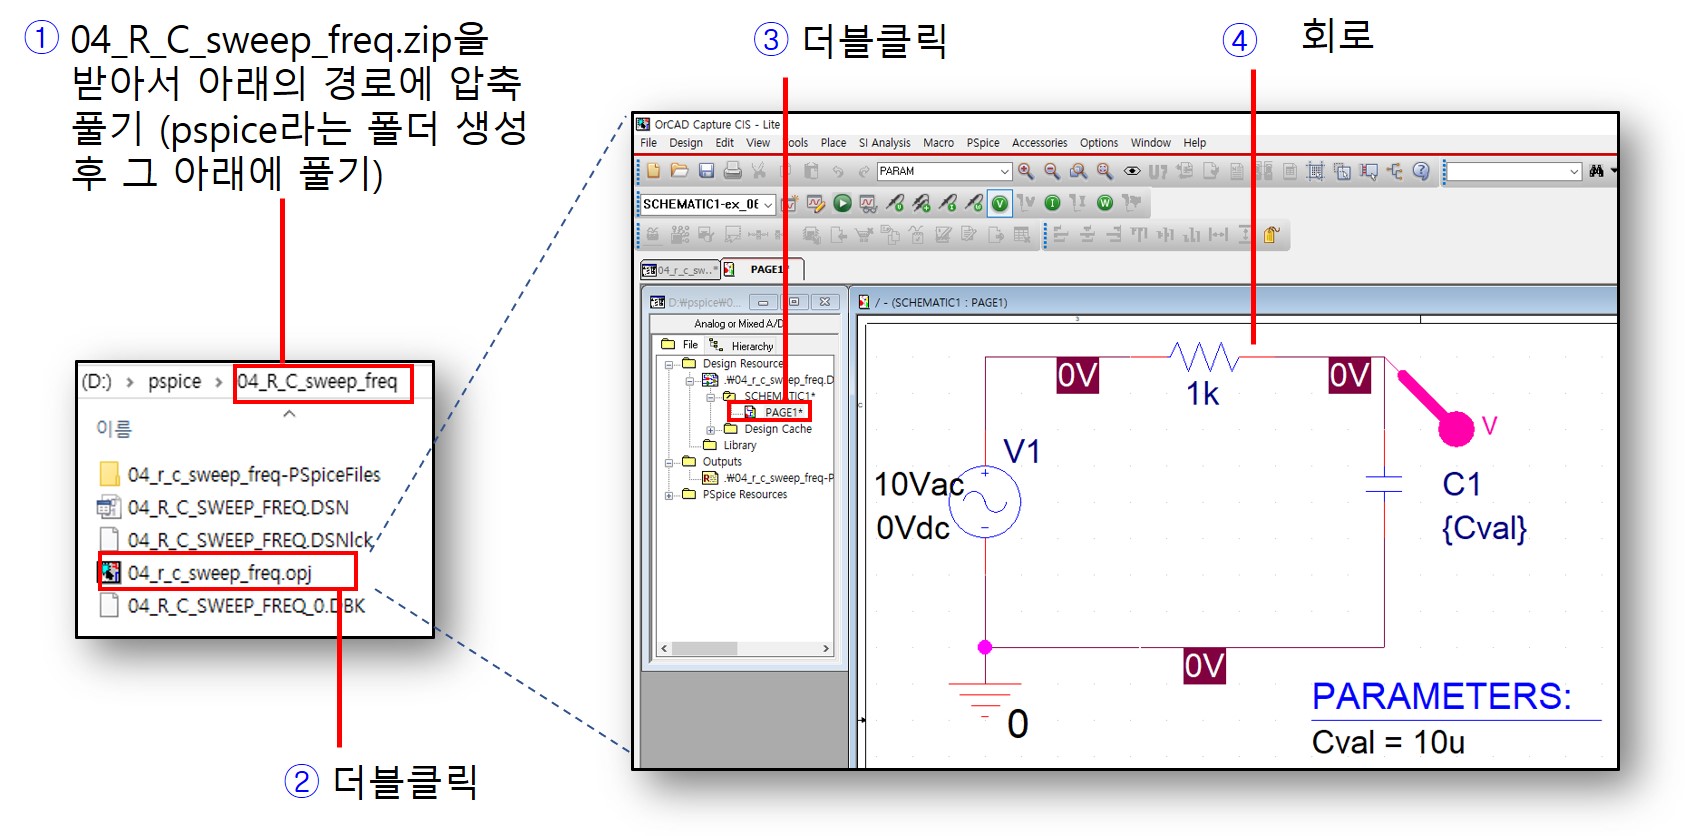 ① 04_R_C_sweep_freq.zip을
받아서 아래의 경로에 압축
풀기 (pspice라는 폴더 생성
후 그 아래에 풀기)
③ 더블클릭
④ 회로
(D:) > pspice > 04_R_C_sweep_freq
이름
04_r_c_sweep_freq-PSpiceFiles
04_R_C_SWEEP_FREQ.DSN
04_R_C_SWEEP_FREQ.DSNlck
04_r_c_sweep_freq.opj
04_R_C_SWEEP_FREQ_0.DBK
② 더블클릭
OrCAD Capture CIS - Lite
File Design Edit View Tools Place SI Analysis Macro PSpice Accessories Options Window Help
PARAM
SCHEMATIC1-ex_06
04_r_c_sw...* PAGE1*
D:₩pspice₩0...
Analog or Mixed A/D
File Hierarchy
Design Resource
.₩04_r_c_sweep_freq.D
SCHEMATIC1*
PAGE1*
Design Cache
Library
Outputs
.₩04_r_c_sweep_freq-P
PSpice Resources
/ - (SCHEMATIC1 : PAGE1)
3
C
0V
1k
0V
V
V1
10Vac
0Vdc
C1
{Cval}
0V
0
PARAMETERS:
Cval = 10u